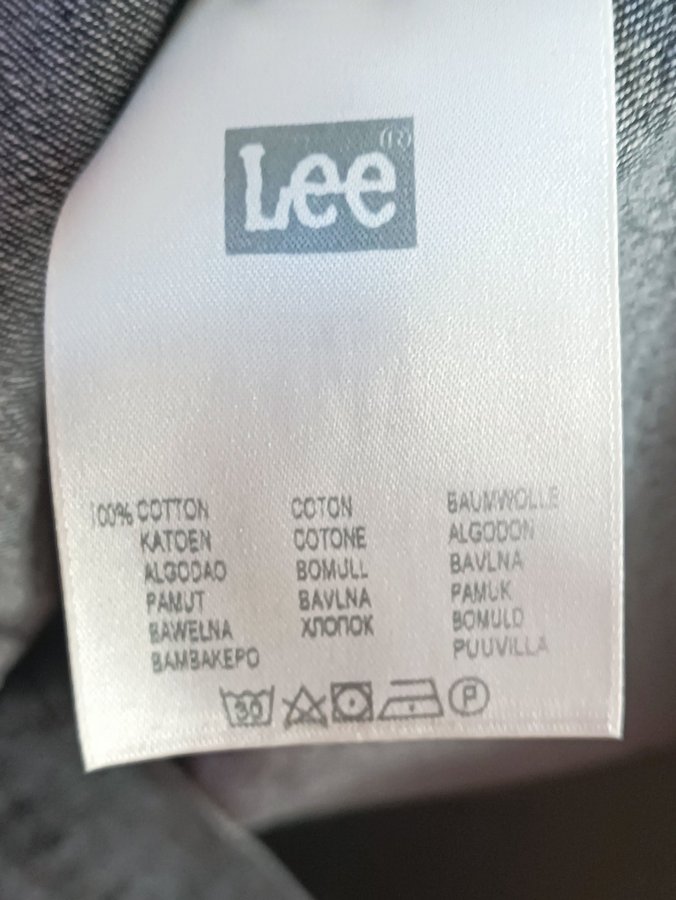 Lee
100% COTTON COTON BAUMWOLLE
KATOEN COTONE ALGODON
ALGODAO BOMULL BAVLNA
PAMUT BAVLNA PAMUK
BAWELNA ХЛОПОК BOMULD
BAMBAKEPO PUUVILLA
30 P